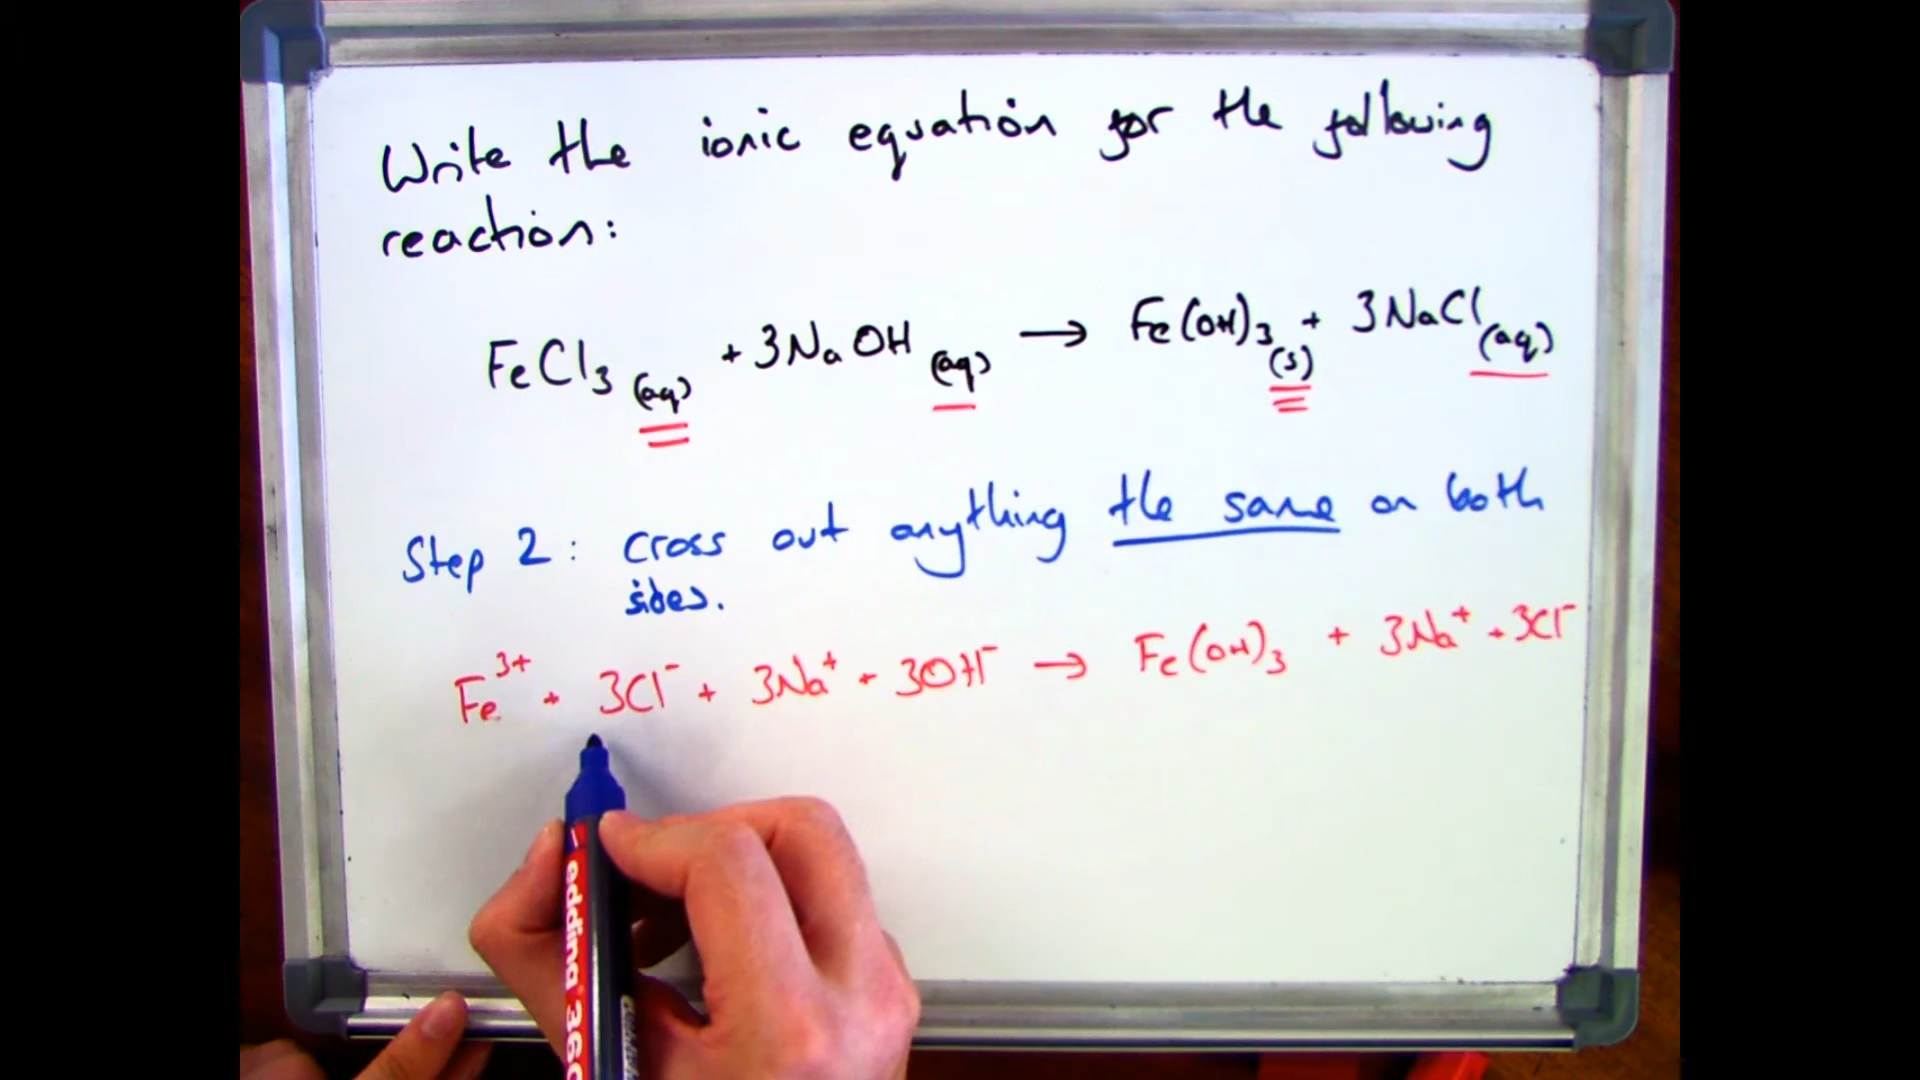 Write the ionic equation for the following
reaction:
FeCl₃ (aq) + 3NaOH (aq) → Fe(OH)₃ (s) + 3NaCl (aq)
Step 2: Cross out anything the same on both
sides.
Fe³⁺ + 3Cl⁻ + 3Na⁺ + 3OH⁻ → Fe(OH)₃ + 3Na⁺ + 3Cl⁻
edding 360